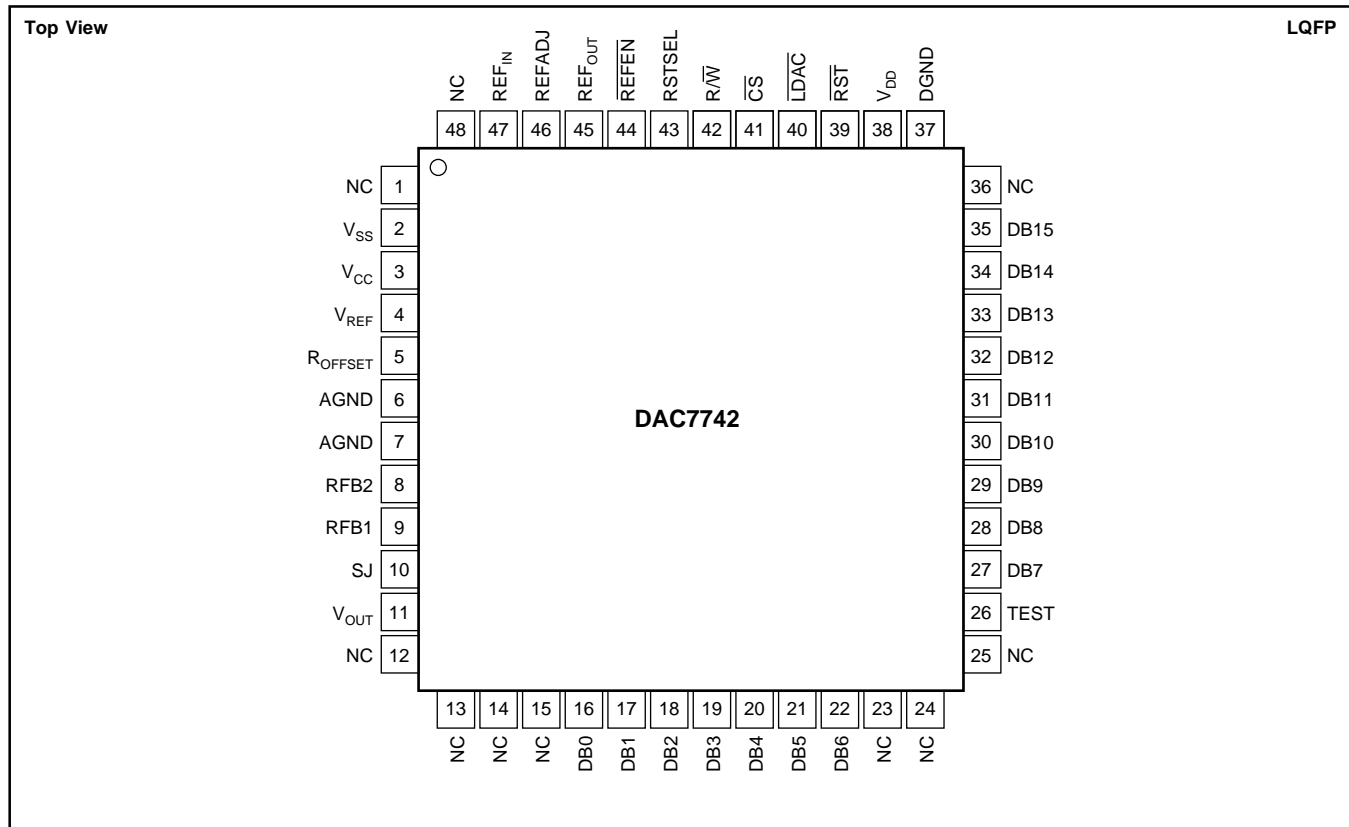 Top View
LQFP
NC
REF_IN
REFADJ
REF_OUT
R̅E̅F̅E̅N̅
RSTSEL
R/W̅
C̅S̅
L̅D̅A̅C̅
R̅S̅T̅
V_DD
DGND
48 47 46 45 44 43 42 41 40 39 38 37
NC 1
V_SS 2
V_CC 3
V_REF 4
R_OFFSET 5
AGND 6
AGND 7
RFB2 8
RFB1 9
SJ 10
V_OUT 11
NC 12
DAC7742
36 NC
35 DB15
34 DB14
33 DB13
32 DB12
31 DB11
30 DB10
29 DB9
28 DB8
27 DB7
26 TEST
25 NC
13 14 15 16 17 18 19 20 21 22 23 24
NC
NC
NC
DB0
DB1
DB2
DB3
DB4
DB5
DB6
NC
NC